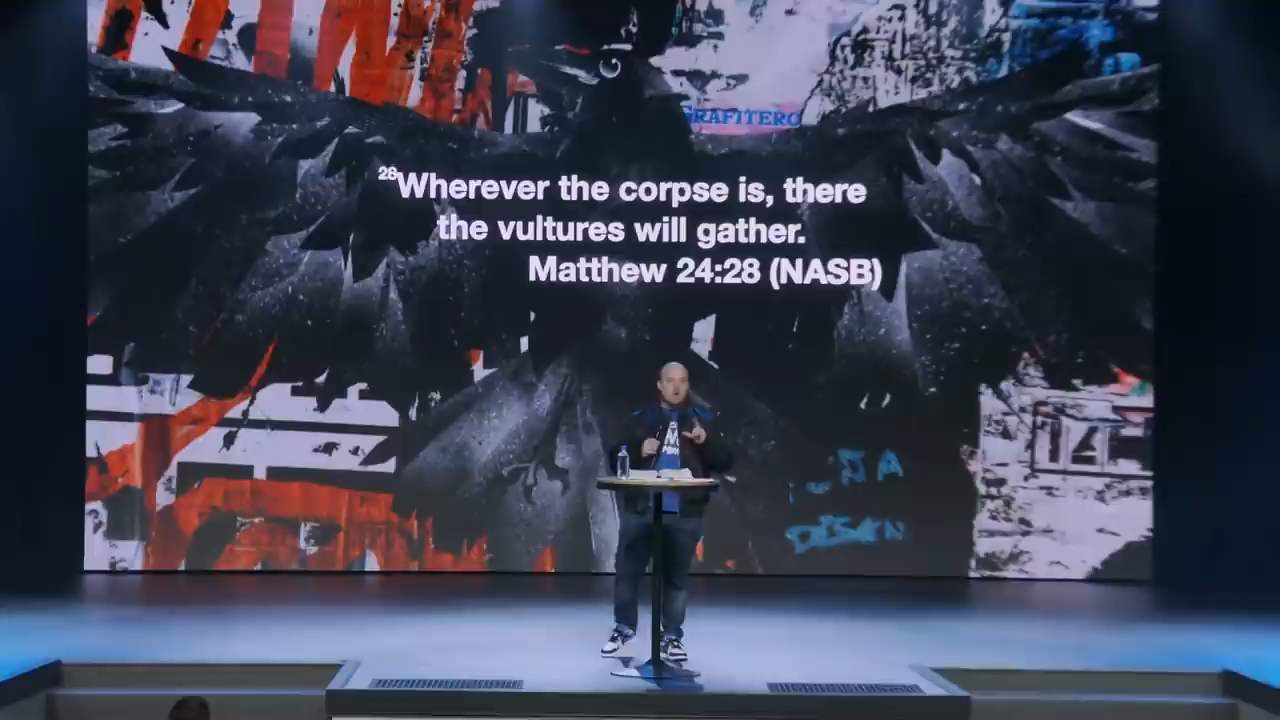 GRAFITERO
28Wherever the corpse is, there
the vultures will gather.
Matthew 24:28 (NASB)